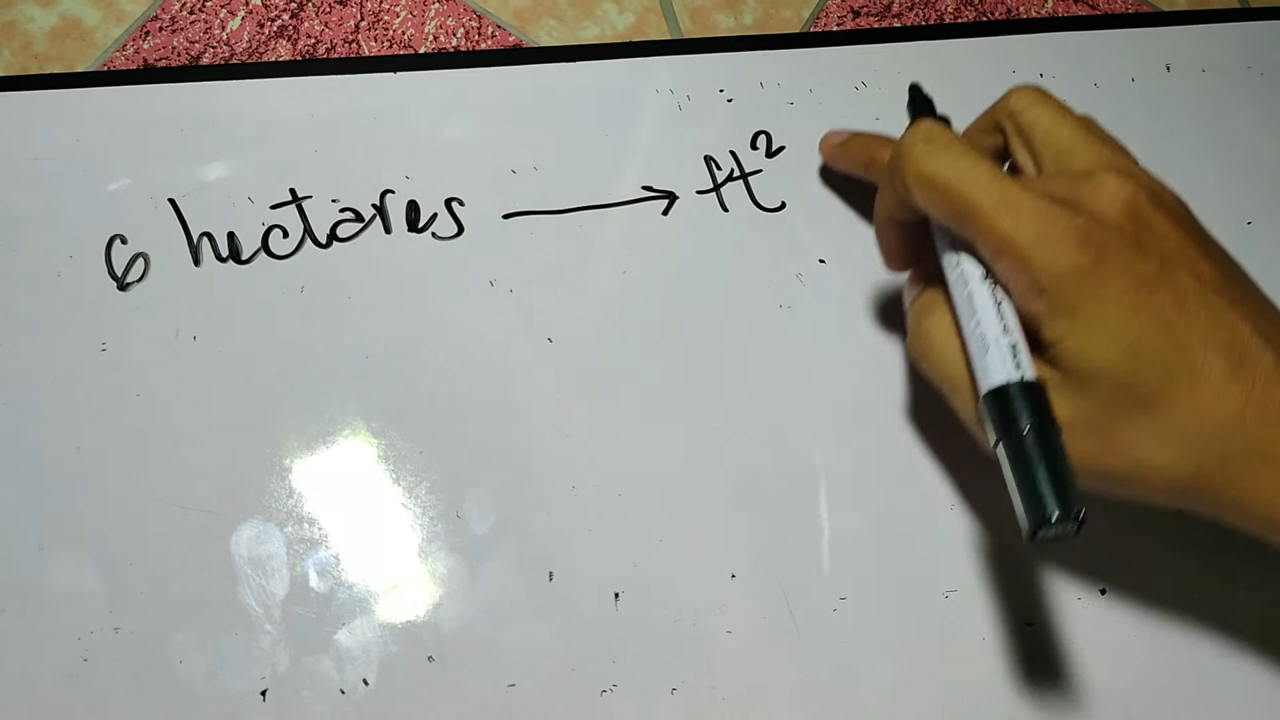 6 hectares → ft²